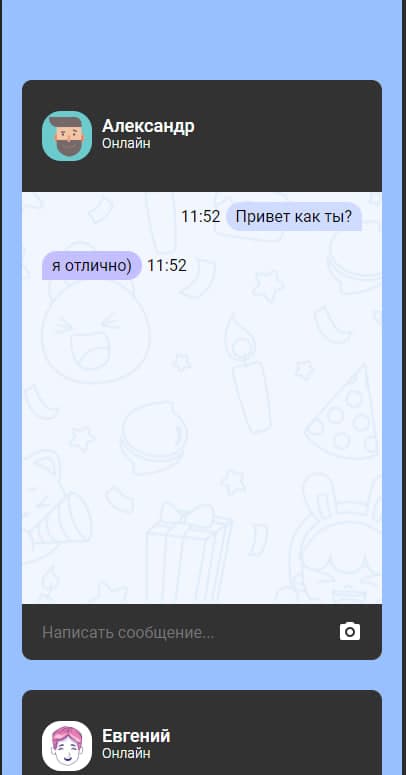 Александр
Онлайн
11:52 Привет как ты?
я отлично) 11:52
Написать сообщение...
Евгений
Онлайн